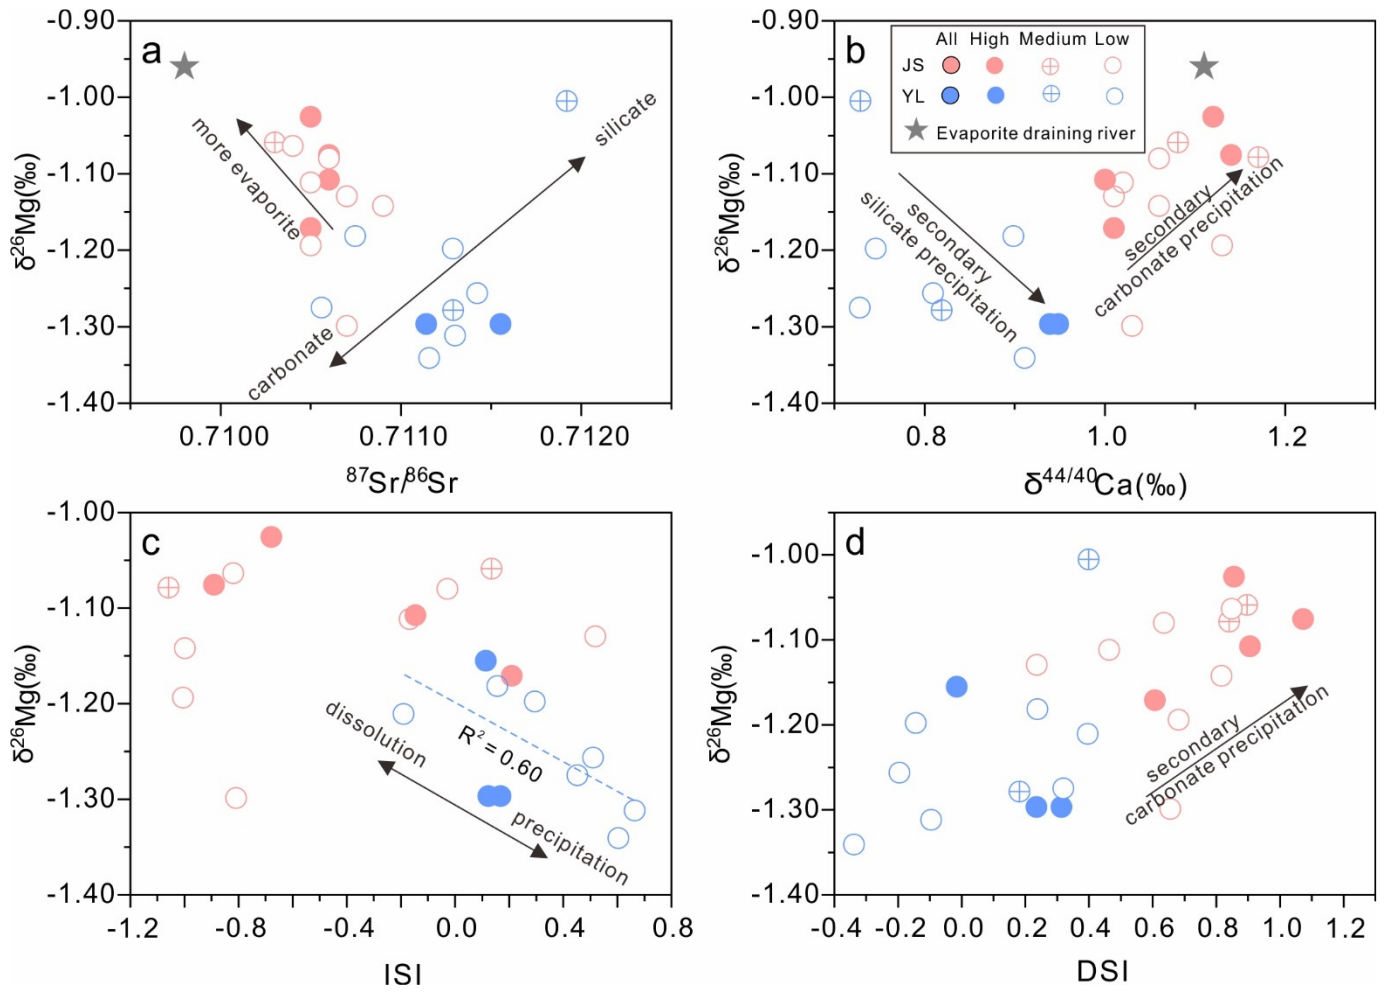 a
-0.90
-1.00
-1.10
-1.20
-1.30
-1.40
δ26Mg(‰)
more evaporite
silicate
carbonate
0.7100
0.7110
0.7120
87Sr/86Sr
b
-0.90
-1.00
-1.10
-1.20
-1.30
-1.40
δ26Mg(‰)
All High Medium Low
JS
YL
Evaporite draining river
secondary
silicate precipitation
secondary
carbonate precipitation
0.8
1.0
1.2
δ44/40Ca(‰)
c
-1.00
-1.10
-1.20
-1.30
-1.40
δ26Mg(‰)
dissolution
R2 = 0.60
precipitation
-1.2
-0.8
-0.4
0.0
0.4
0.8
ISI
d
-1.00
-1.10
-1.20
-1.30
-1.40
δ26Mg(‰)
secondary
carbonate precipitation
-0.4
-0.2
0.0
0.2
0.4
0.6
0.8
1.0
1.2
DSI